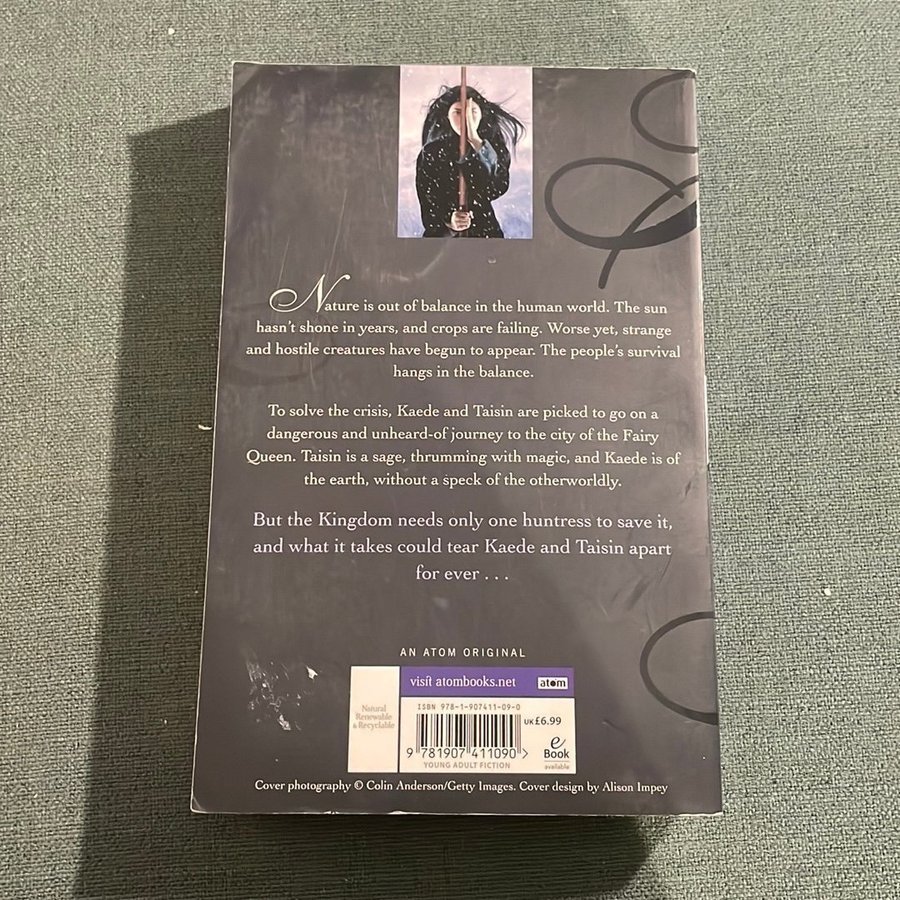 Nature is out of balance in the human world. The sun
hasn't shone in years, and crops are failing. Worse yet, strange
and hostile creatures have begun to appear. The people's survival
hangs in the balance.
To solve the crisis, Kaede and Taisin are picked to go on a
dangerous and unheard-of journey to the city of the Fairy
Queen. Taisin is a sage, thrumming with magic, and Kaede is of
the earth, without a speck of the otherworldly.
But the Kingdom needs only one huntress to save it,
and what it takes could tear Kaede and Taisin apart
for ever . . .
AN ATOM ORIGINAL
visit atombooks.net
atom
Natural
Renewable
& Recyclable
ISBN 978-1-907411-09-0
UK £6.99
9 781907 411090 >
YOUNG ADULT FICTION
e
Book
available
Cover photography © Colin Anderson/Getty Images. Cover design by Alison Impey